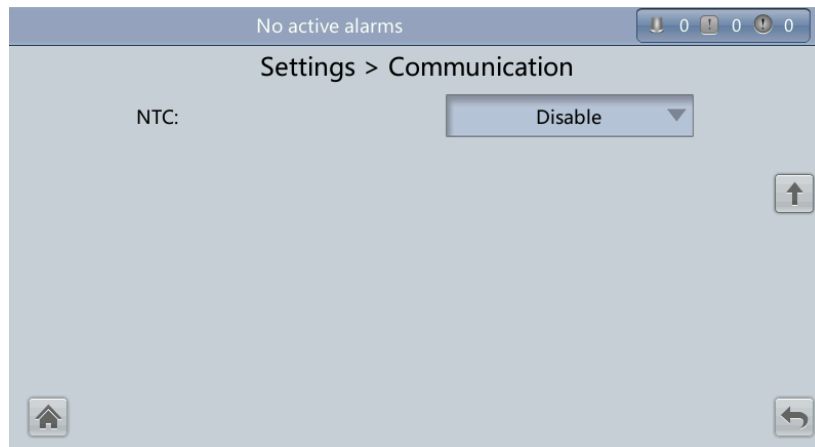 No active alarms
0 0 0
Settings > Communication
NTC: Disable